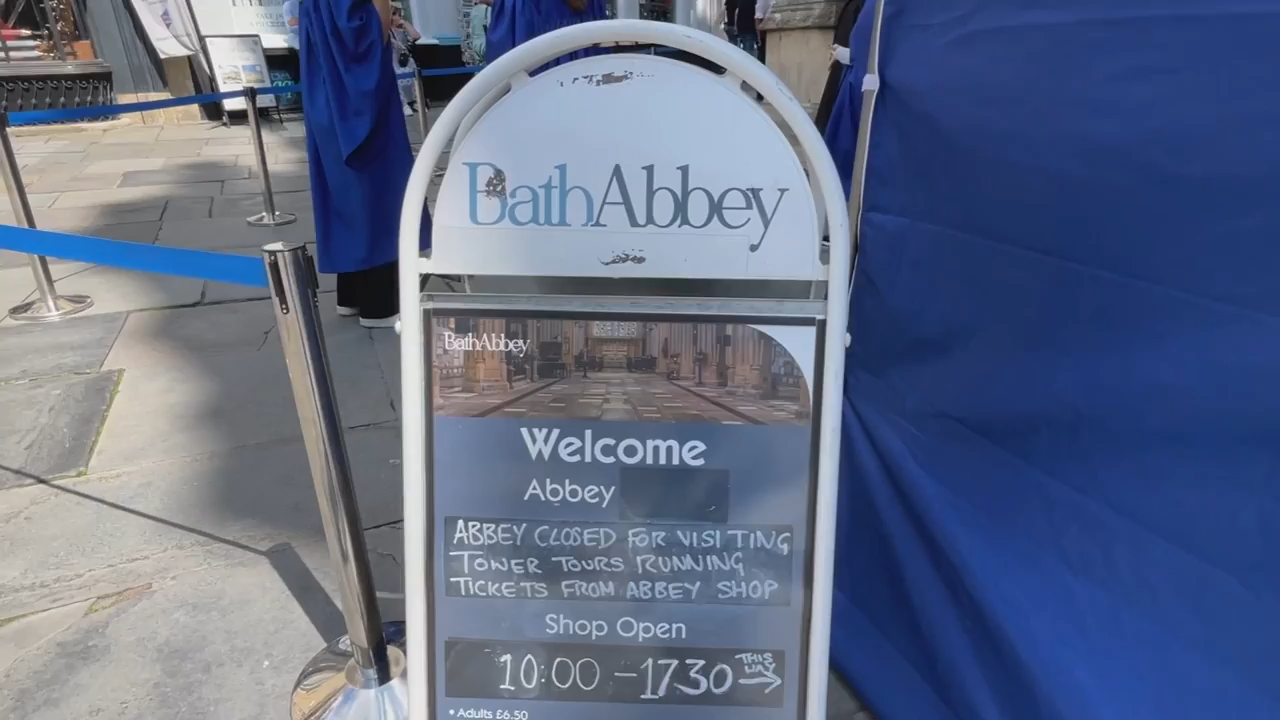 BathAbbey
BathAbbey
Welcome
Abbey
ABBEY CLOSED FOR VISITING
TOWER TOURS RUNNING
TICKETS FROM ABBEY SHOP
Shop Open
10:00 - 1730 THIS WAY →
• Adults £6.50